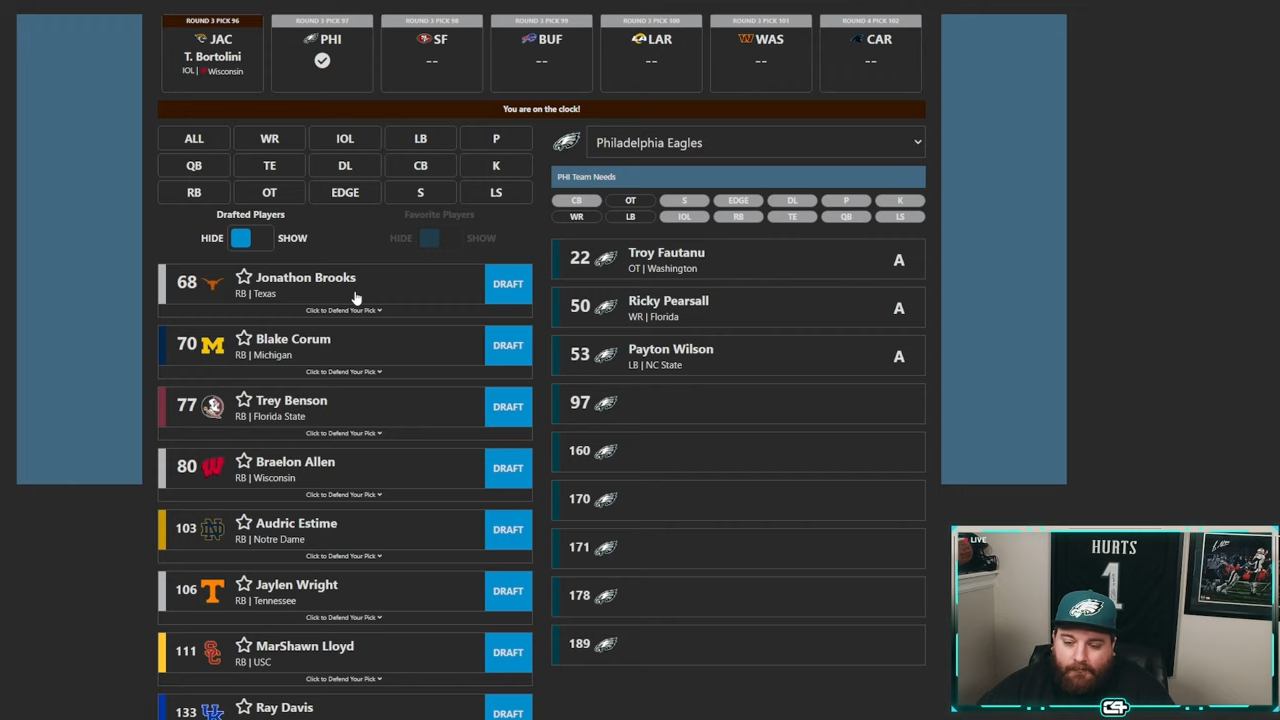 ROUND 3 PICK 96
JAC
T. Bortolini
IOL | Wisconsin
ROUND 3 PICK 97
PHI
ROUND 3 PICK 98
SF
--
ROUND 3 PICK 99
BUF
--
ROUND 3 PICK 100
LAR
--
ROUND 3 PICK 101
WAS
--
ROUND 4 PICK 102
CAR
--
You are on the clock!
ALL WR IOL LB P
QB TE DL CB K
RB OT EDGE S LS
Drafted Players
HIDE SHOW
Favorite Players
HIDE SHOW
68 Jonathon Brooks
RB | Texas
DRAFT
Click to Defend Your Pick
70 Blake Corum
RB | Michigan
DRAFT
Click to Defend Your Pick
77 Trey Benson
RB | Florida State
DRAFT
Click to Defend Your Pick
80 Braelon Allen
RB | Wisconsin
DRAFT
Click to Defend Your Pick
103 Audric Estime
RB | Notre Dame
DRAFT
Click to Defend Your Pick
106 Jaylen Wright
RB | Tennessee
DRAFT
Click to Defend Your Pick
111 MarShawn Lloyd
RB | USC
DRAFT
Click to Defend Your Pick
133 Ray Davis
DRAFT
Philadelphia Eagles
PHI Team Needs
CB OT S EDGE DL P K
WR LB IOL RB TE QB LS
22 Troy Fautanu A
OT | Washington
50 Ricky Pearsall A
WR | Florida
53 Payton Wilson A
LB | NC State
97
160
170
171
178
189
LIVE
HURTS
1